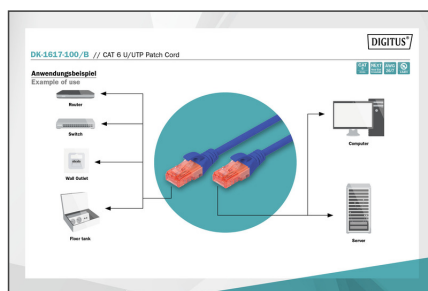 DIGITUS®
DK-1617-100/B // CAT 6 U/UTP Patch Cord
Anwendungsbeispiel
Example of use
Router
Switch
Wall Outlet
Floor tank
Computer
Server